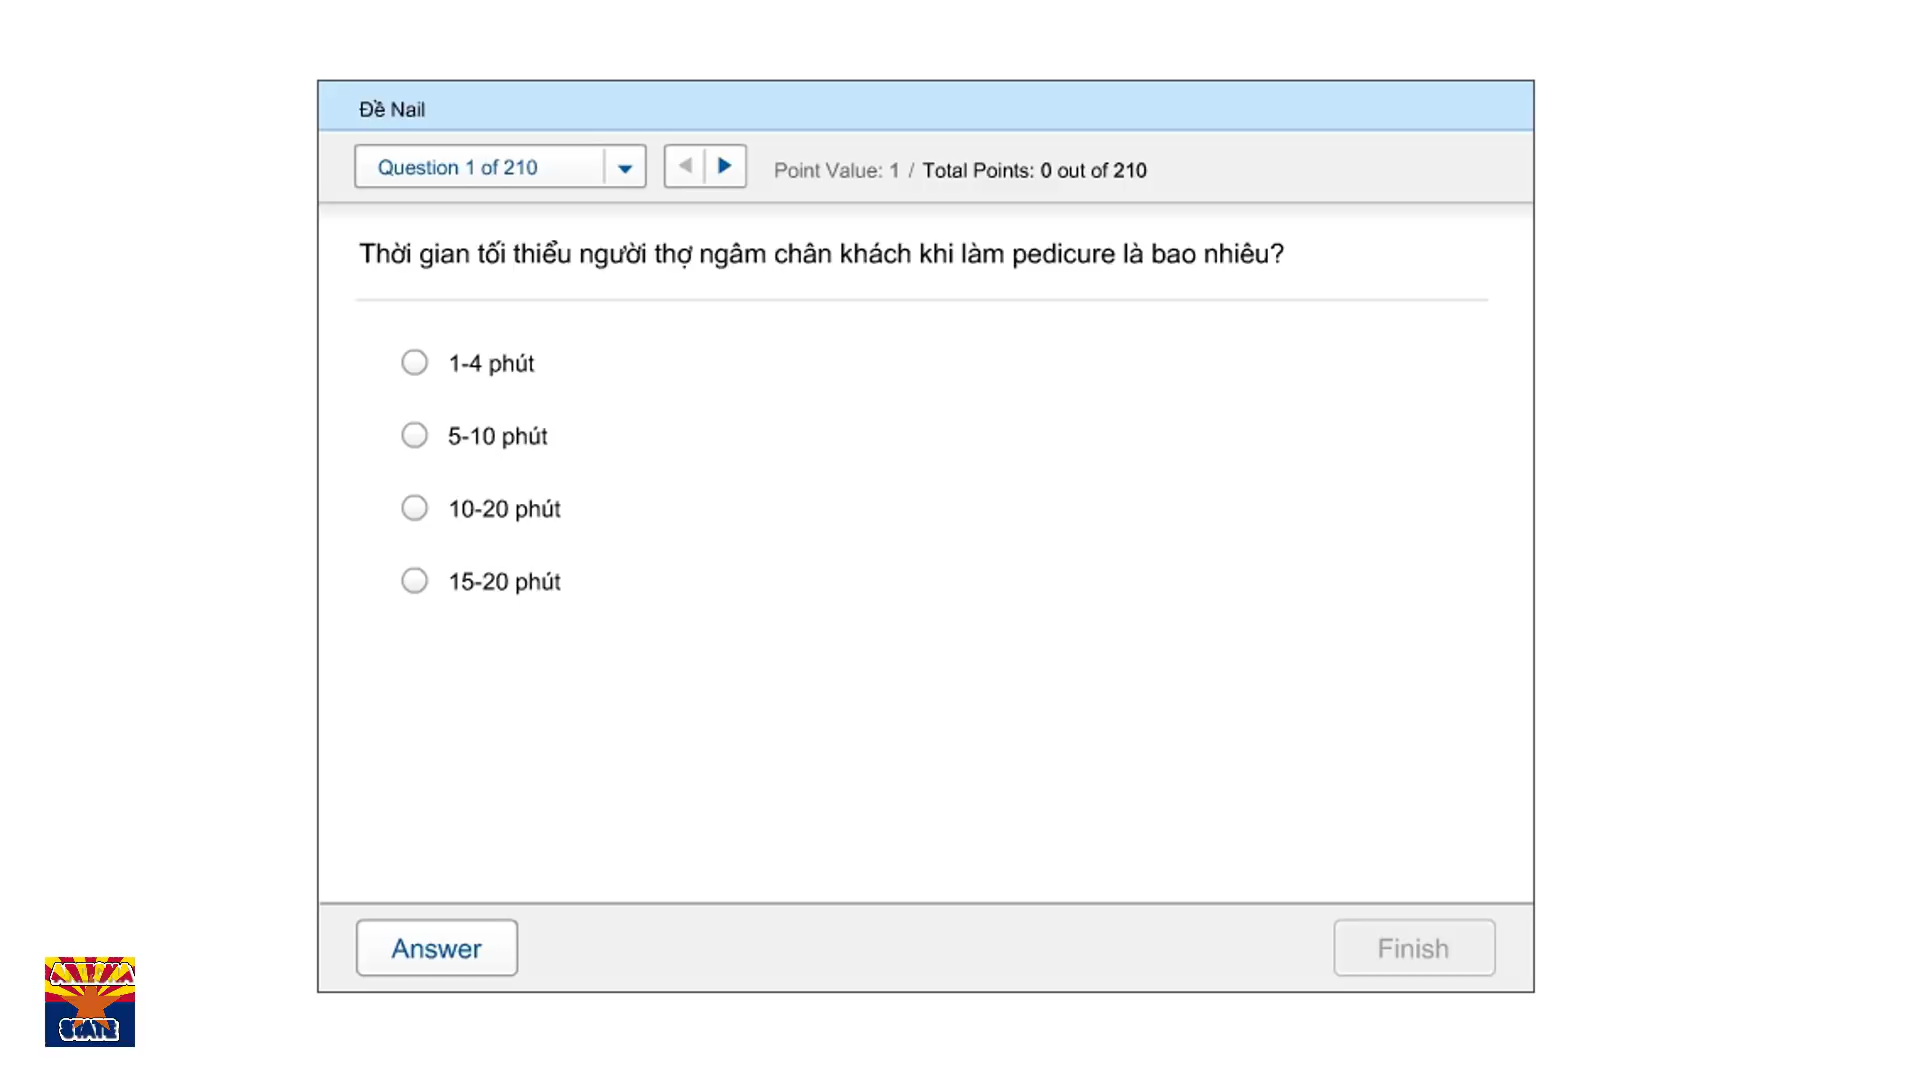 Đề Nail
Question 1 of 210
Point Value: 1 / Total Points: 0 out of 210
Thời gian tối thiểu người thợ ngâm chân khách khi làm pedicure là bao nhiêu?
1-4 phút
5-10 phút
10-20 phút
15-20 phút
Answer
Finish
ARIZONA
STATE